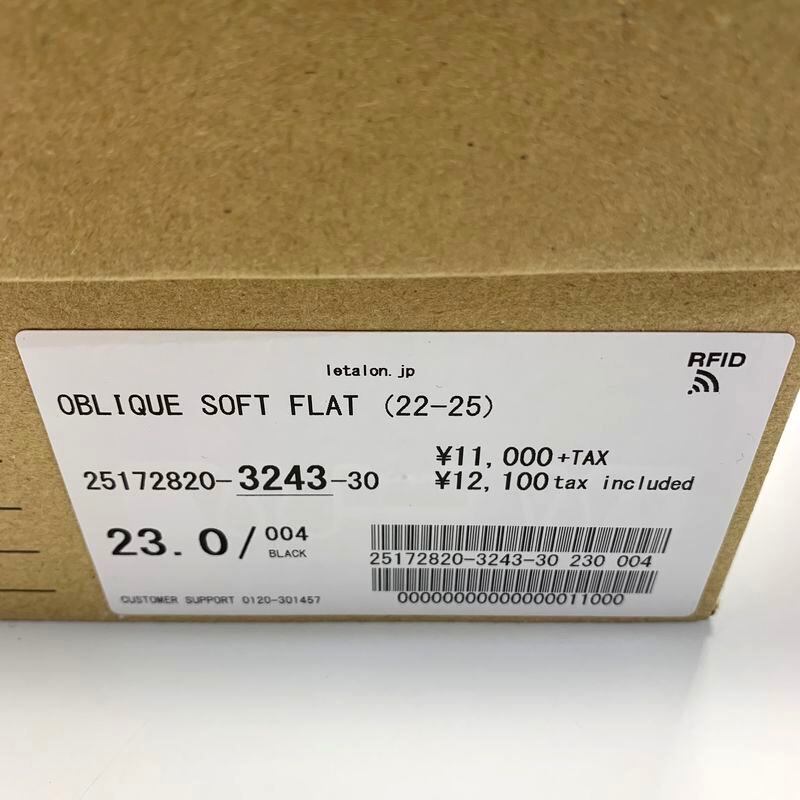 letalon.jp
RFID
OBLIQUE SOFT FLAT (22-25)
¥11,000+TAX
25172820-3243-30
¥12,100 tax included
23.0/ 004
BLACK
25172820-3243-30 230 004
CUSTOMER SUPPORT 0120-301457
00000000000000011000